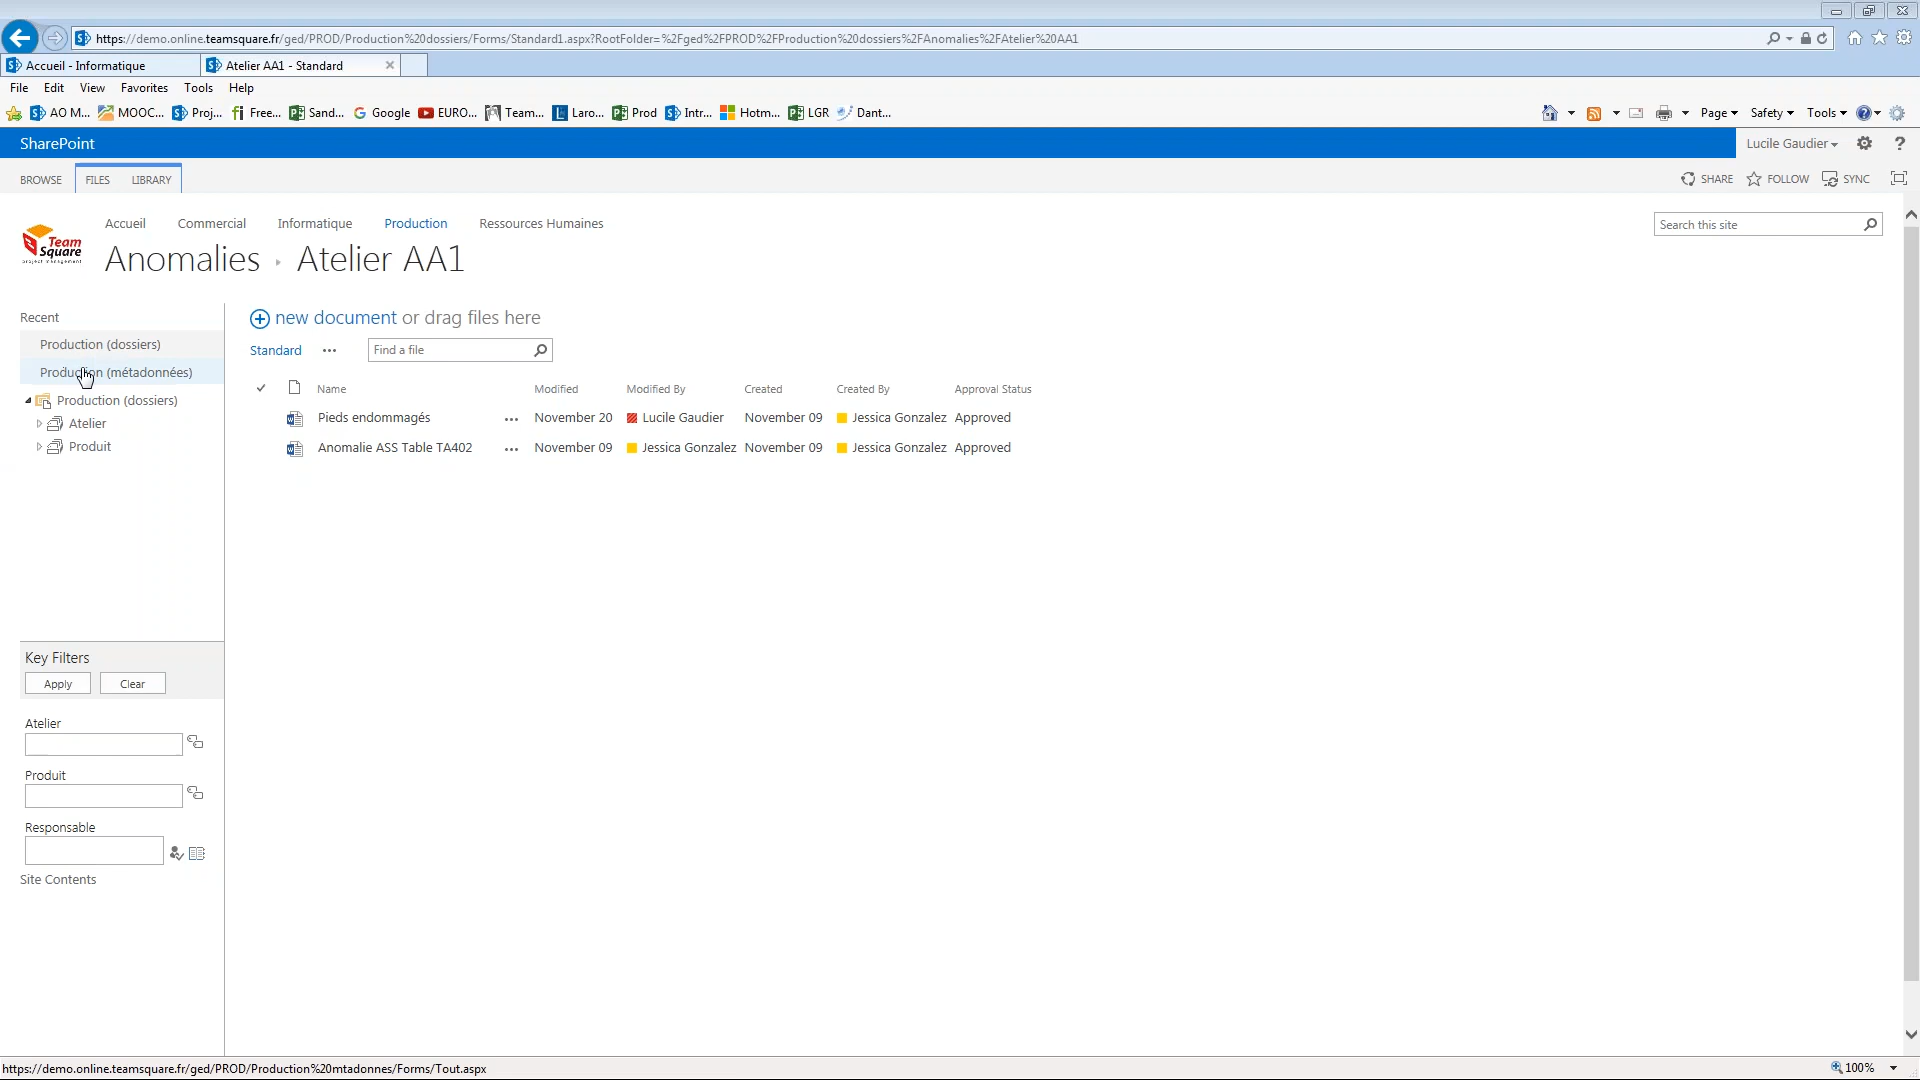 https://demo.online.teamsquare.fr/ged/PROD/Production%20dossiers/Forms/Standard1.aspx?RootFolder=%2Fged%2FPROD%2FProduction%20dossiers%2FAnomalies%2FAtelier%20AA1
Accueil - Informatique
Atelier AA1 - Standard
File Edit View Favorites Tools Help
AO M... MOOC... Proj... Free... Sand... Google EURO... Team... Laro... Prod Intr... Hotm... LGR Dant... Page Safety Tools
SharePoint
Lucile Gaudier
BROWSE FILES LIBRARY SHARE FOLLOW SYNC
Accueil Commercial Informatique Production Ressources Humaines
Search this site
Team Square
project management
Anomalies Atelier AA1
Recent
Production (dossiers)
Production (métadonnées)
Production (dossiers)
Atelier
Produit
new document or drag files here
Standard ... Find a file
Name Modified Modified By Created Created By Approval Status
Pieds endommagés ... November 20 Lucile Gaudier November 09 Jessica Gonzalez Approved
Anomalie ASS Table TA402 ... November 09 Jessica Gonzalez November 09 Jessica Gonzalez Approved
Key Filters
Apply Clear
Atelier
Produit
Responsable
Site Contents
https://demo.online.teamsquare.fr/ged/PROD/Production%20mtadonnes/Forms/Tout.aspx
100%